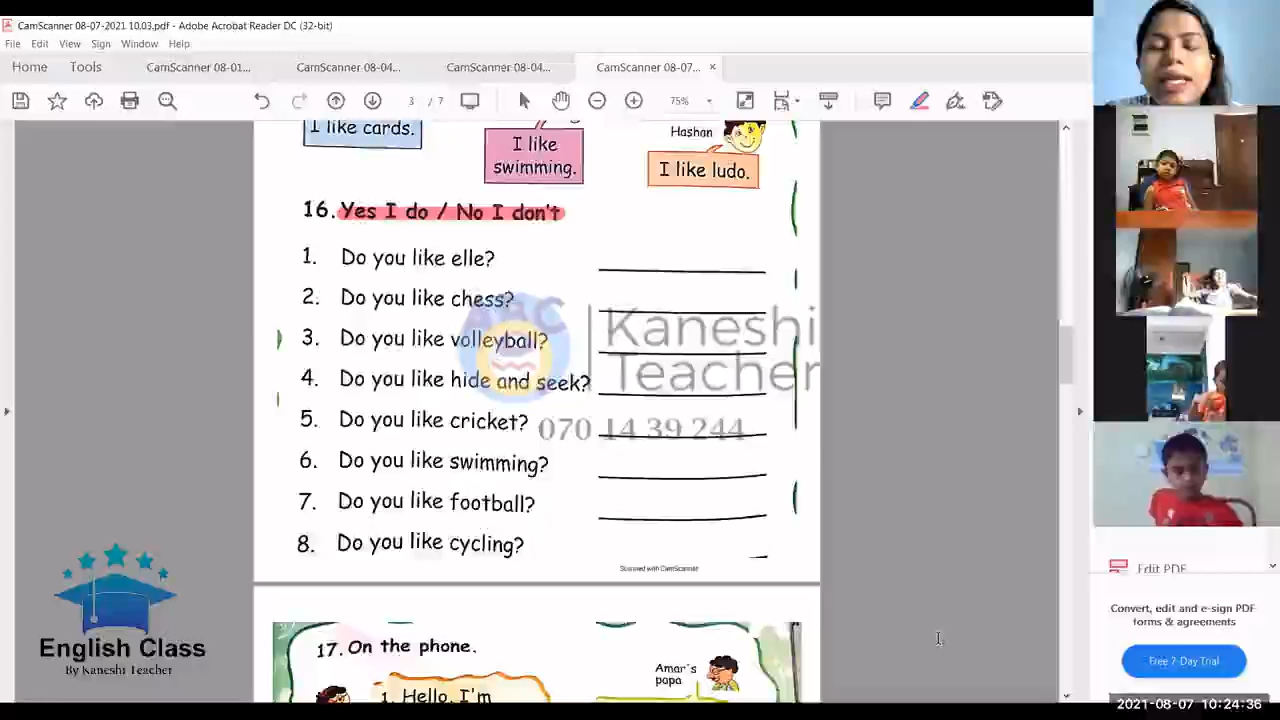 CamScanner 08-07-2021 10.03.pdf - Adobe Acrobat Reader DC (32-bit)
File Edit View Sign Window Help
Home Tools CamScanner 08-01... CamScanner 08-04... CamScanner 08-04... CamScanner 08-07... ×
3 / 7 75%
I like cards.
I like
swimming.
Hashan
I like ludo.
16. Yes I do / No I don't
1. Do you like elle?
2. Do you like chess?
3. Do you like volleyball?
4. Do you like hide and seek?
5. Do you like cricket?
6. Do you like swimming?
7. Do you like football?
8. Do you like cycling?
Kaneshi
Teacher
070 14 39 244
Scanned with CamScanner
English Class
By Kaneshi Teacher
17. On the phone.
1. Hello, I'm
Amar's
papa
Edit PDF
Convert, edit and e-sign PDF
forms & agreements
Free 7-Day Trial
2021-08-07 10:24:36